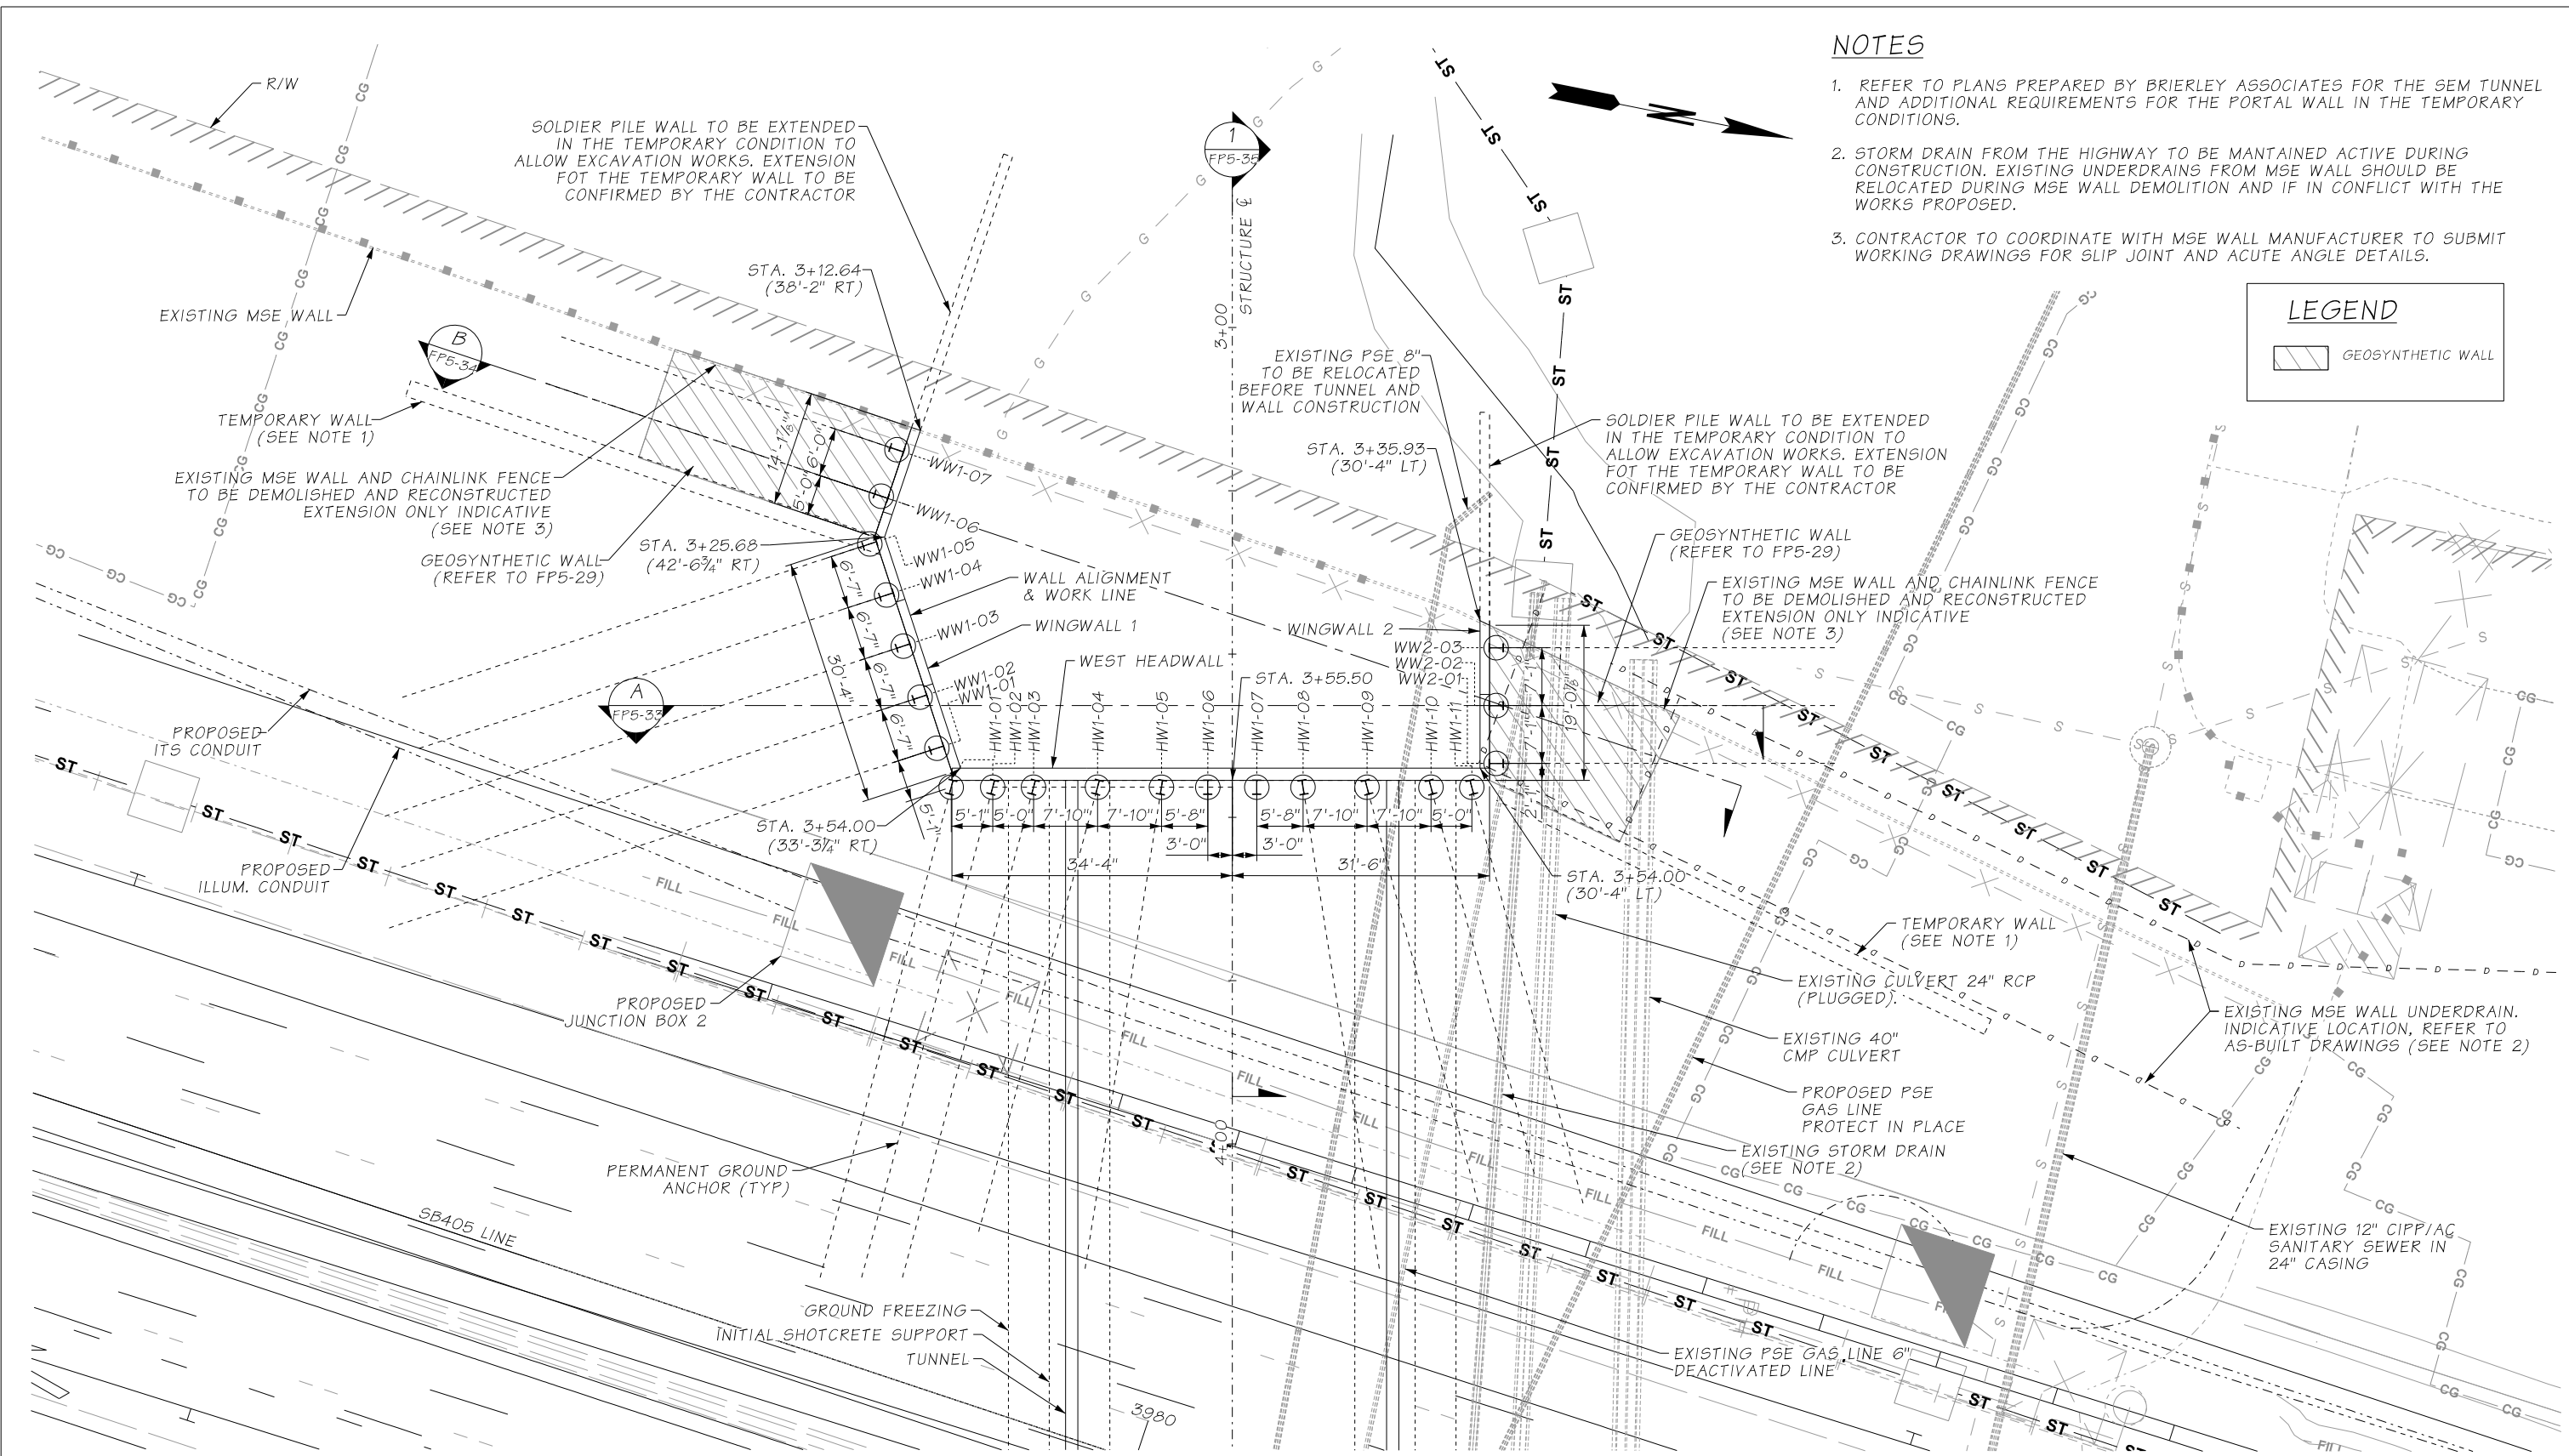 NOTES
1. REFER TO PLANS PREPARED BY BRIERLEY ASSOCIATES FOR THE SEM TUNNEL
AND ADDITIONAL REQUIREMENTS FOR THE PORTAL WALL IN THE TEMPORARY
CONDITIONS.
2. STORM DRAIN FROM THE HIGHWAY TO BE MANTAINED ACTIVE DURING
CONSTRUCTION. EXISTING UNDERDRAINS FROM MSE WALL SHOULD BE
RELOCATED DURING MSE WALL DEMOLITION AND IF IN CONFLICT WITH THE
WORKS PROPOSED.
3. CONTRACTOR TO COORDINATE WITH MSE WALL MANUFACTURER TO SUBMIT
WORKING DRAWINGS FOR SLIP JOINT AND ACUTE ANGLE DETAILS.
LEGEND
GEOSYNTHETIC WALL
R/W
SOLDIER PILE WALL TO BE EXTENDED
IN THE TEMPORARY CONDITION TO
ALLOW EXCAVATION WORKS. EXTENSION
FOT THE TEMPORARY WALL TO BE
CONFIRMED BY THE CONTRACTOR
1
FP5-35
STRUCTURE ℄
3+00
N
STA. 3+12.64
(38'-2" RT)
EXISTING MSE WALL
B
FP5-34
TEMPORARY WALL
(SEE NOTE 1)
EXISTING MSE WALL AND CHAINLINK FENCE
TO BE DEMOLISHED AND RECONSTRUCTED
EXTENSION ONLY INDICATIVE
(SEE NOTE 3)
GEOSYNTHETIC WALL
(REFER TO FP5-29)
14'-1⅞"
6'-0"
5'-0"
WW1-07
WW1-06
WW1-05
WW1-04
WW1-03
WW1-02
WW1-01
STA. 3+25.68
(42'-6¾" RT)
6'-7"
6'-7"
6'-7"
6'-7"
5'-1"
30'-4"
WALL ALIGNMENT
& WORK LINE
WINGWALL 1
WEST HEADWALL
EXISTING PSE 8"
TO BE RELOCATED
BEFORE TUNNEL AND
WALL CONSTRUCTION
STA. 3+35.93
(30'-4" LT)
SOLDIER PILE WALL TO BE EXTENDED
IN THE TEMPORARY CONDITION TO
ALLOW EXCAVATION WORKS. EXTENSION
FOT THE TEMPORARY WALL TO BE
CONFIRMED BY THE CONTRACTOR
GEOSYNTHETIC WALL
(REFER TO FP5-29)
EXISTING MSE WALL AND CHAINLINK FENCE
TO BE DEMOLISHED AND RECONSTRUCTED
EXTENSION ONLY INDICATIVE
(SEE NOTE 3)
WINGWALL 2
WW2-03
WW2-02
WW2-01
STA. 3+55.50
A
FP5-33
HW1-01
HW1-02
HW1-03
HW1-04
HW1-05
HW1-06
HW1-07
HW1-08
HW1-09
HW1-10
HW1-11
19'-0⅞"
PROPOSED
ITS CONDUIT
PROPOSED
ILLUM. CONDUIT
STA. 3+54.00
(33'-3¼" RT)
5'-1"
5'-0"
7'-10"
7'-10"
5'-8"
5'-8"
7'-10"
7'-10"
5'-0"
3'-0"
3'-0"
34'-4"
31'-6"
STA. 3+54.00
(30'-4" LT)
TEMPORARY WALL
(SEE NOTE 1)
EXISTING CULVERT 24" RCP
(PLUGGED).
EXISTING 40"
CMP CULVERT
PROPOSED PSE
GAS LINE
PROTECT IN PLACE
EXISTING STORM DRAIN
(SEE NOTE 2)
EXISTING MSE WALL UNDERDRAIN.
INDICATIVE LOCATION, REFER TO
AS-BUILT DRAWINGS (SEE NOTE 2)
EXISTING 12" CIPP/AC
SANITARY SEWER IN
24" CASING
PROPOSED
JUNCTION BOX 2
PERMANENT GROUND
ANCHOR (TYP)
4+00
SB405 LINE
GROUND FREEZING
INITIAL SHOTCRETE SUPPORT
TUNNEL
3980
EXISTING PSE GAS LINE 6"
DEACTIVATED LINE
CG
ST
FILL
G
S
D